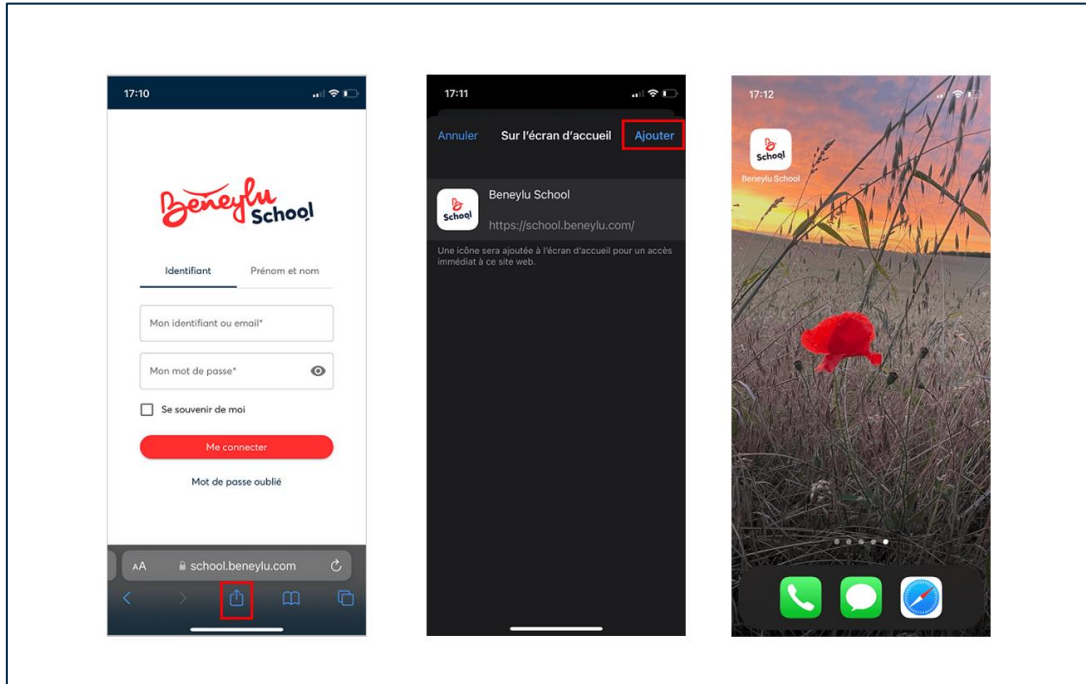 17:10
Beneylu
School
Identifiant
Prénom et nom
Mon identifiant ou email*
Mon mot de passe*
Se souvenir de moi
Me connecter
Mot de passe oublié
AA
school.beneylu.com
17:11
Annuler
Sur l'écran d'accueil
Ajouter
School
Beneylu School
https://school.beneylu.com/
Une icône sera ajoutée à l'écran d'accueil pour un accès
immédiat à ce site web.
17:12
School
Beneylu School